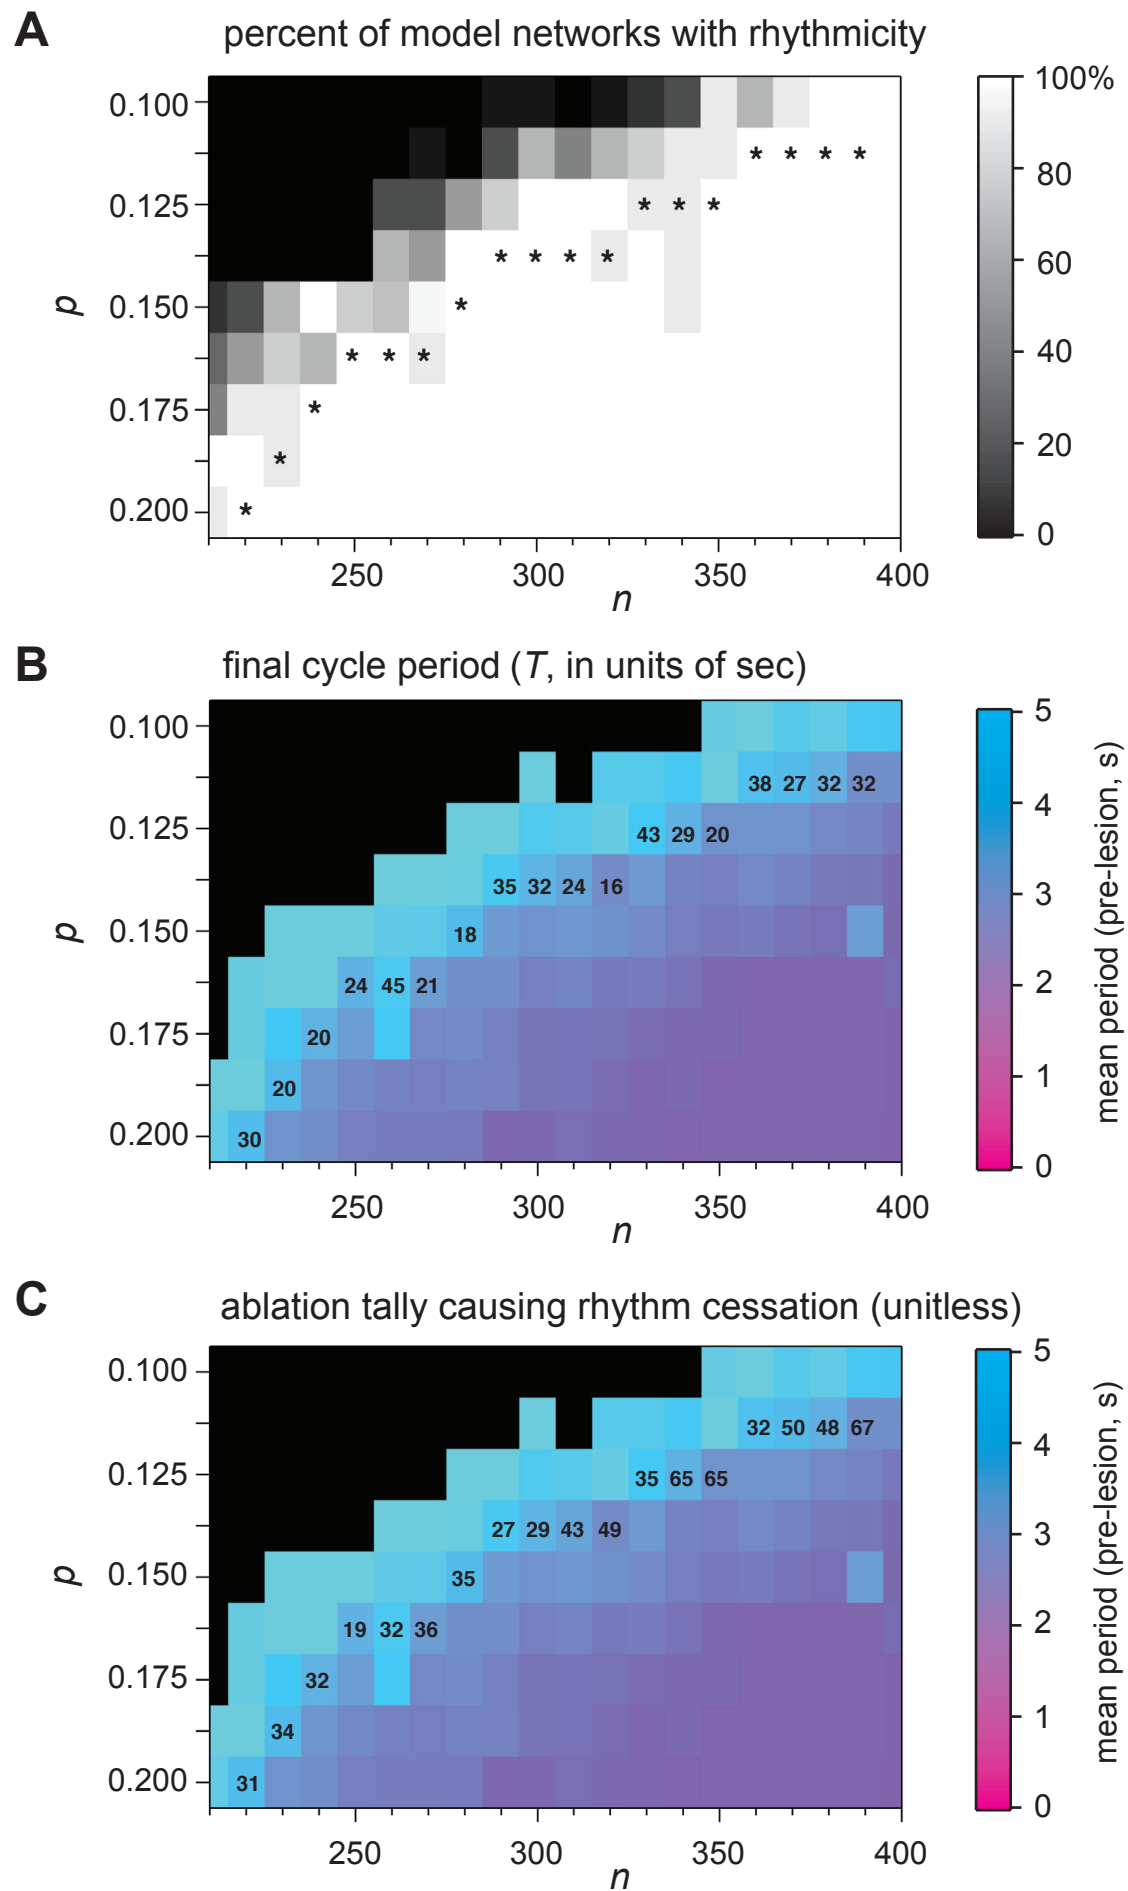 A percent of model networks with rhythmicity
0.100
0.125
0.150
0.175
0.200
p
* * * *
* * *
* * * *
*
* * *
*
*
*
250 300 350 400
n
100%
80
60
40
20
0
B final cycle period (T, in units of sec)
0.100
0.125
0.150
0.175
0.200
p
38 27 32 32
43 29 20
35 32 24 16
18
24 45 21
20
20
30
250 300 350 400
n
5
4
3
2
1
0
mean period (pre-lesion, s)
C ablation tally causing rhythm cessation (unitless)
0.100
0.125
0.150
0.175
0.200
p
32 50 48 67
35 65 65
27 29 43 49
35
19 32 36
32
34
31
250 300 350 400
n
5
4
3
2
1
0
mean period (pre-lesion, s)